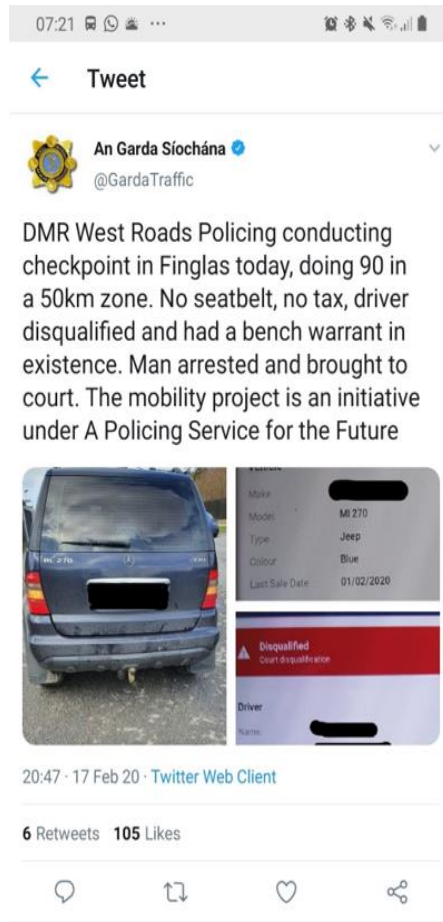 07:21
Tweet
An Garda Síochána
@GardaTraffic
DMR West Roads Policing conducting
checkpoint in Finglas today, doing 90 in
a 50km zone. No seatbelt, no tax, driver
disqualified and had a bench warrant in
existence. Man arrested and brought to
court. The mobility project is an initiative
under A Policing Service for the Future
ML 270
CDI
Vehicle
Make
Model MI 270
Type Jeep
Colour Blue
Last Sale Date 01/02/2020
Disqualified
Court disqualification
Driver
Name
20:47 · 17 Feb 20 · Twitter Web Client
6 Retweets 105 Likes